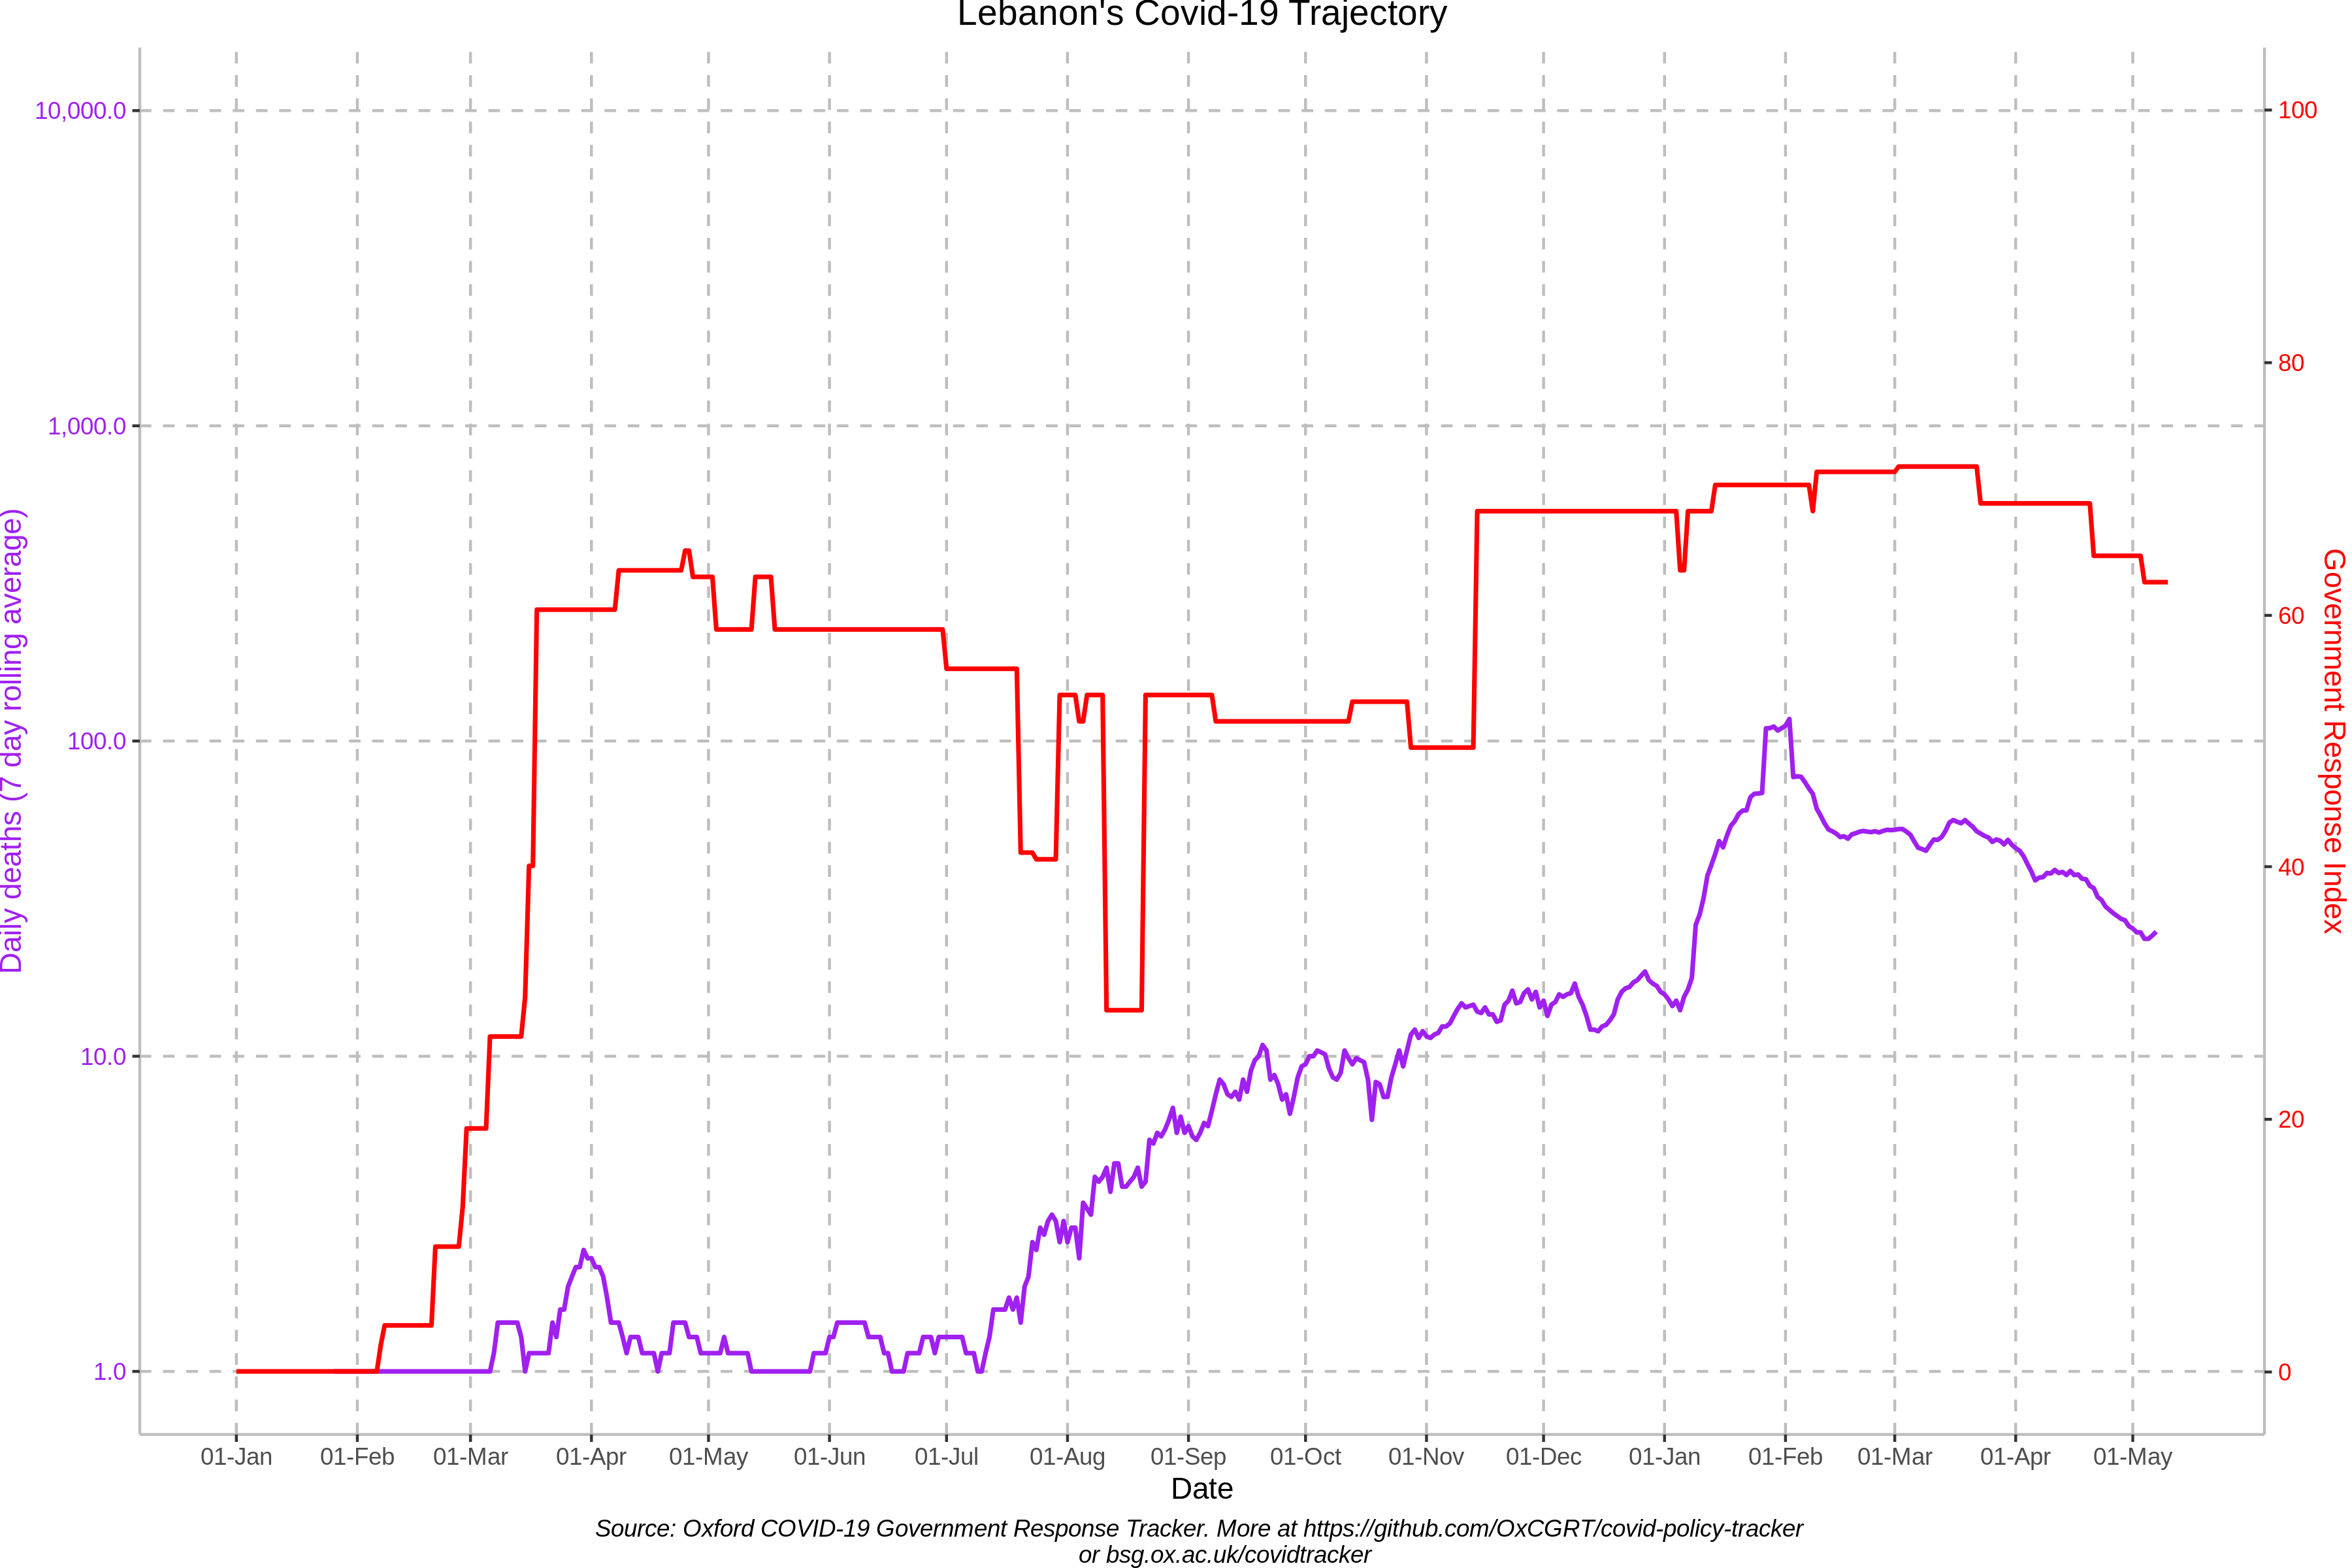 Lebanon's Covid-19 Trajectory
Daily deaths (7 day rolling average)
10,000.0
1,000.0
100.0
10.0
1.0
100
80
60
40
20
0
Government Response Index
01-Jan 01-Feb 01-Mar 01-Apr 01-May 01-Jun 01-Jul 01-Aug 01-Sep 01-Oct 01-Nov 01-Dec 01-Jan 01-Feb 01-Mar 01-Apr 01-May
Date
Source: Oxford COVID-19 Government Response Tracker. More at https://github.com/OxCGRT/covid-policy-tracker
or bsg.ox.ac.uk/covidtracker